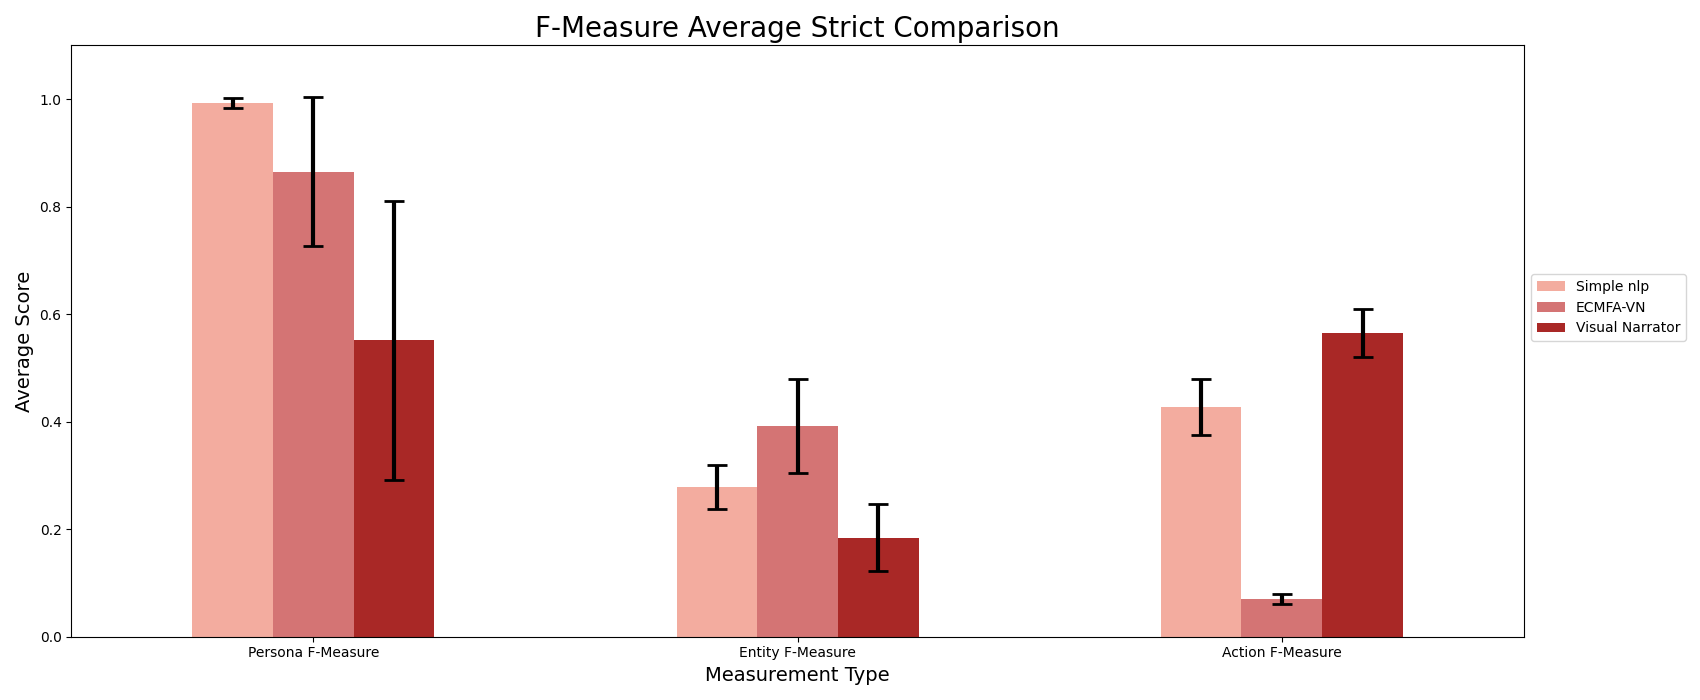 F-Measure Average Strict Comparison
Average Score
1.0
0.8
0.6
0.4
0.2
0.0
Persona F-Measure
Entity F-Measure
Action F-Measure
Measurement Type
Simple nlp
ECMFA-VN
Visual Narrator